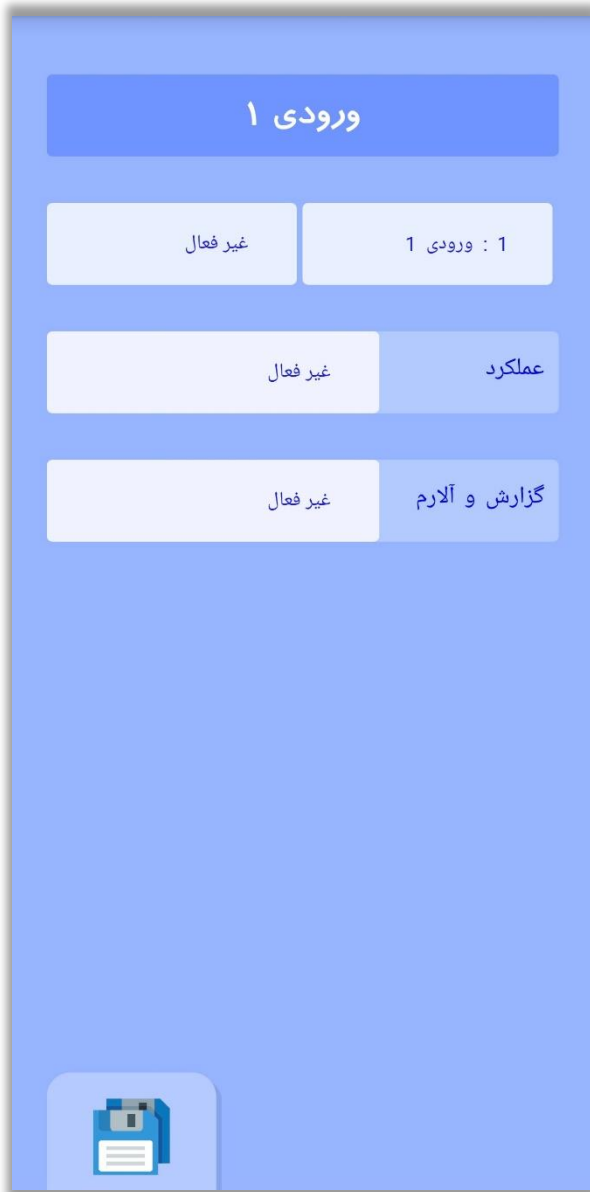 ورودی ۱
1 : ورودی 1 غیر فعال
عملکرد غیر فعال
گزارش و آلارم غیر فعال